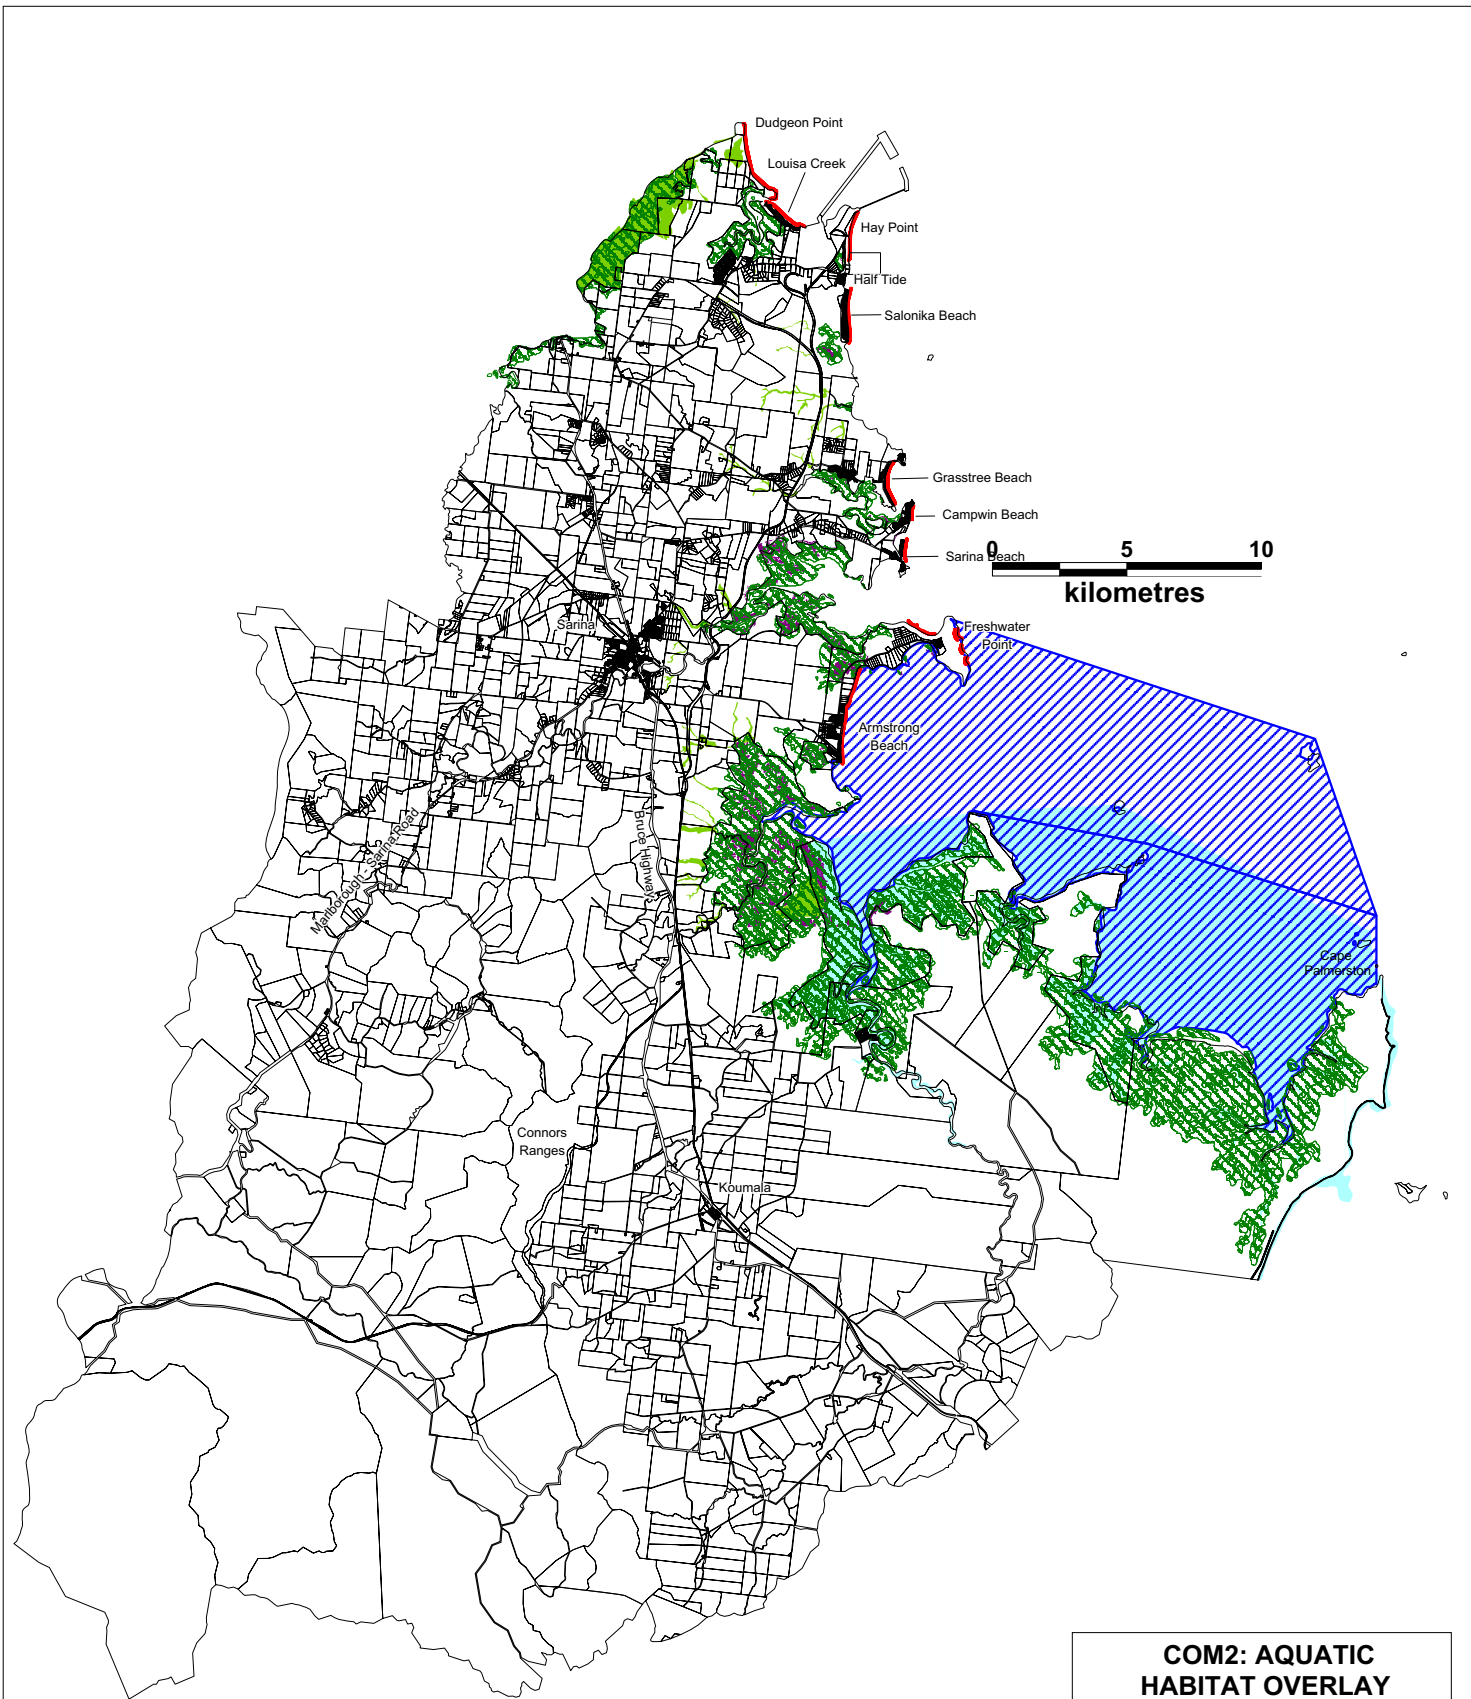 Dudgeon Point
Louisa Creek
Hay Point
Half Tide
Salonika Beach
Grasstree Beach
Campwin Beach
Sarina Beach
0 5 10
kilometres
Sarina
Freshwater
Point
Armstrong
Beach
Marlborough - Sarina Road
Bruce Highway
Cape
Palmerston
Connors
Ranges
Koumala
COM2: AQUATIC
HABITAT OVERLAY